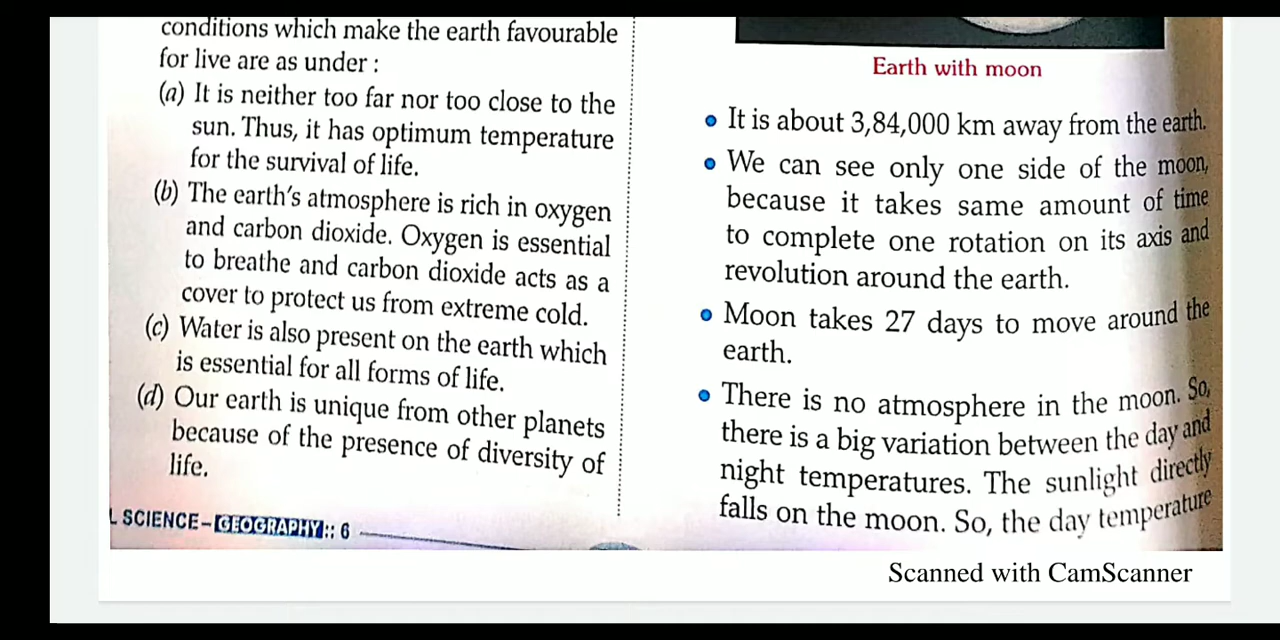 conditions which make the earth favourable
for live are as under :
(a) It is neither too far nor too close to the
sun. Thus, it has optimum temperature
for the survival of life.
(b) The earth's atmosphere is rich in oxygen
and carbon dioxide. Oxygen is essential
to breathe and carbon dioxide acts as a
cover to protect us from extreme cold.
(c) Water is also present on the earth which
is essential for all forms of life.
(d) Our earth is unique from other planets
because of the presence of diversity of
life.
L SCIENCE–GEOGRAPHY:: 6
Earth with moon
• It is about 3,84,000 km away from the earth.
• We can see only one side of the moon,
because it takes same amount of time
to complete one rotation on its axis and
revolution around the earth.
• Moon takes 27 days to move around the
earth.
• There is no atmosphere in the moon. So,
there is a big variation between the day and
night temperatures. The sunlight directly
falls on the moon. So, the day temperature
Scanned with CamScanner